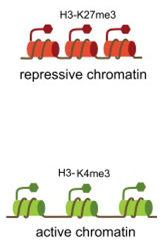 H3-K27me3
repressive chromatin
H3-K4me3
active chromatin